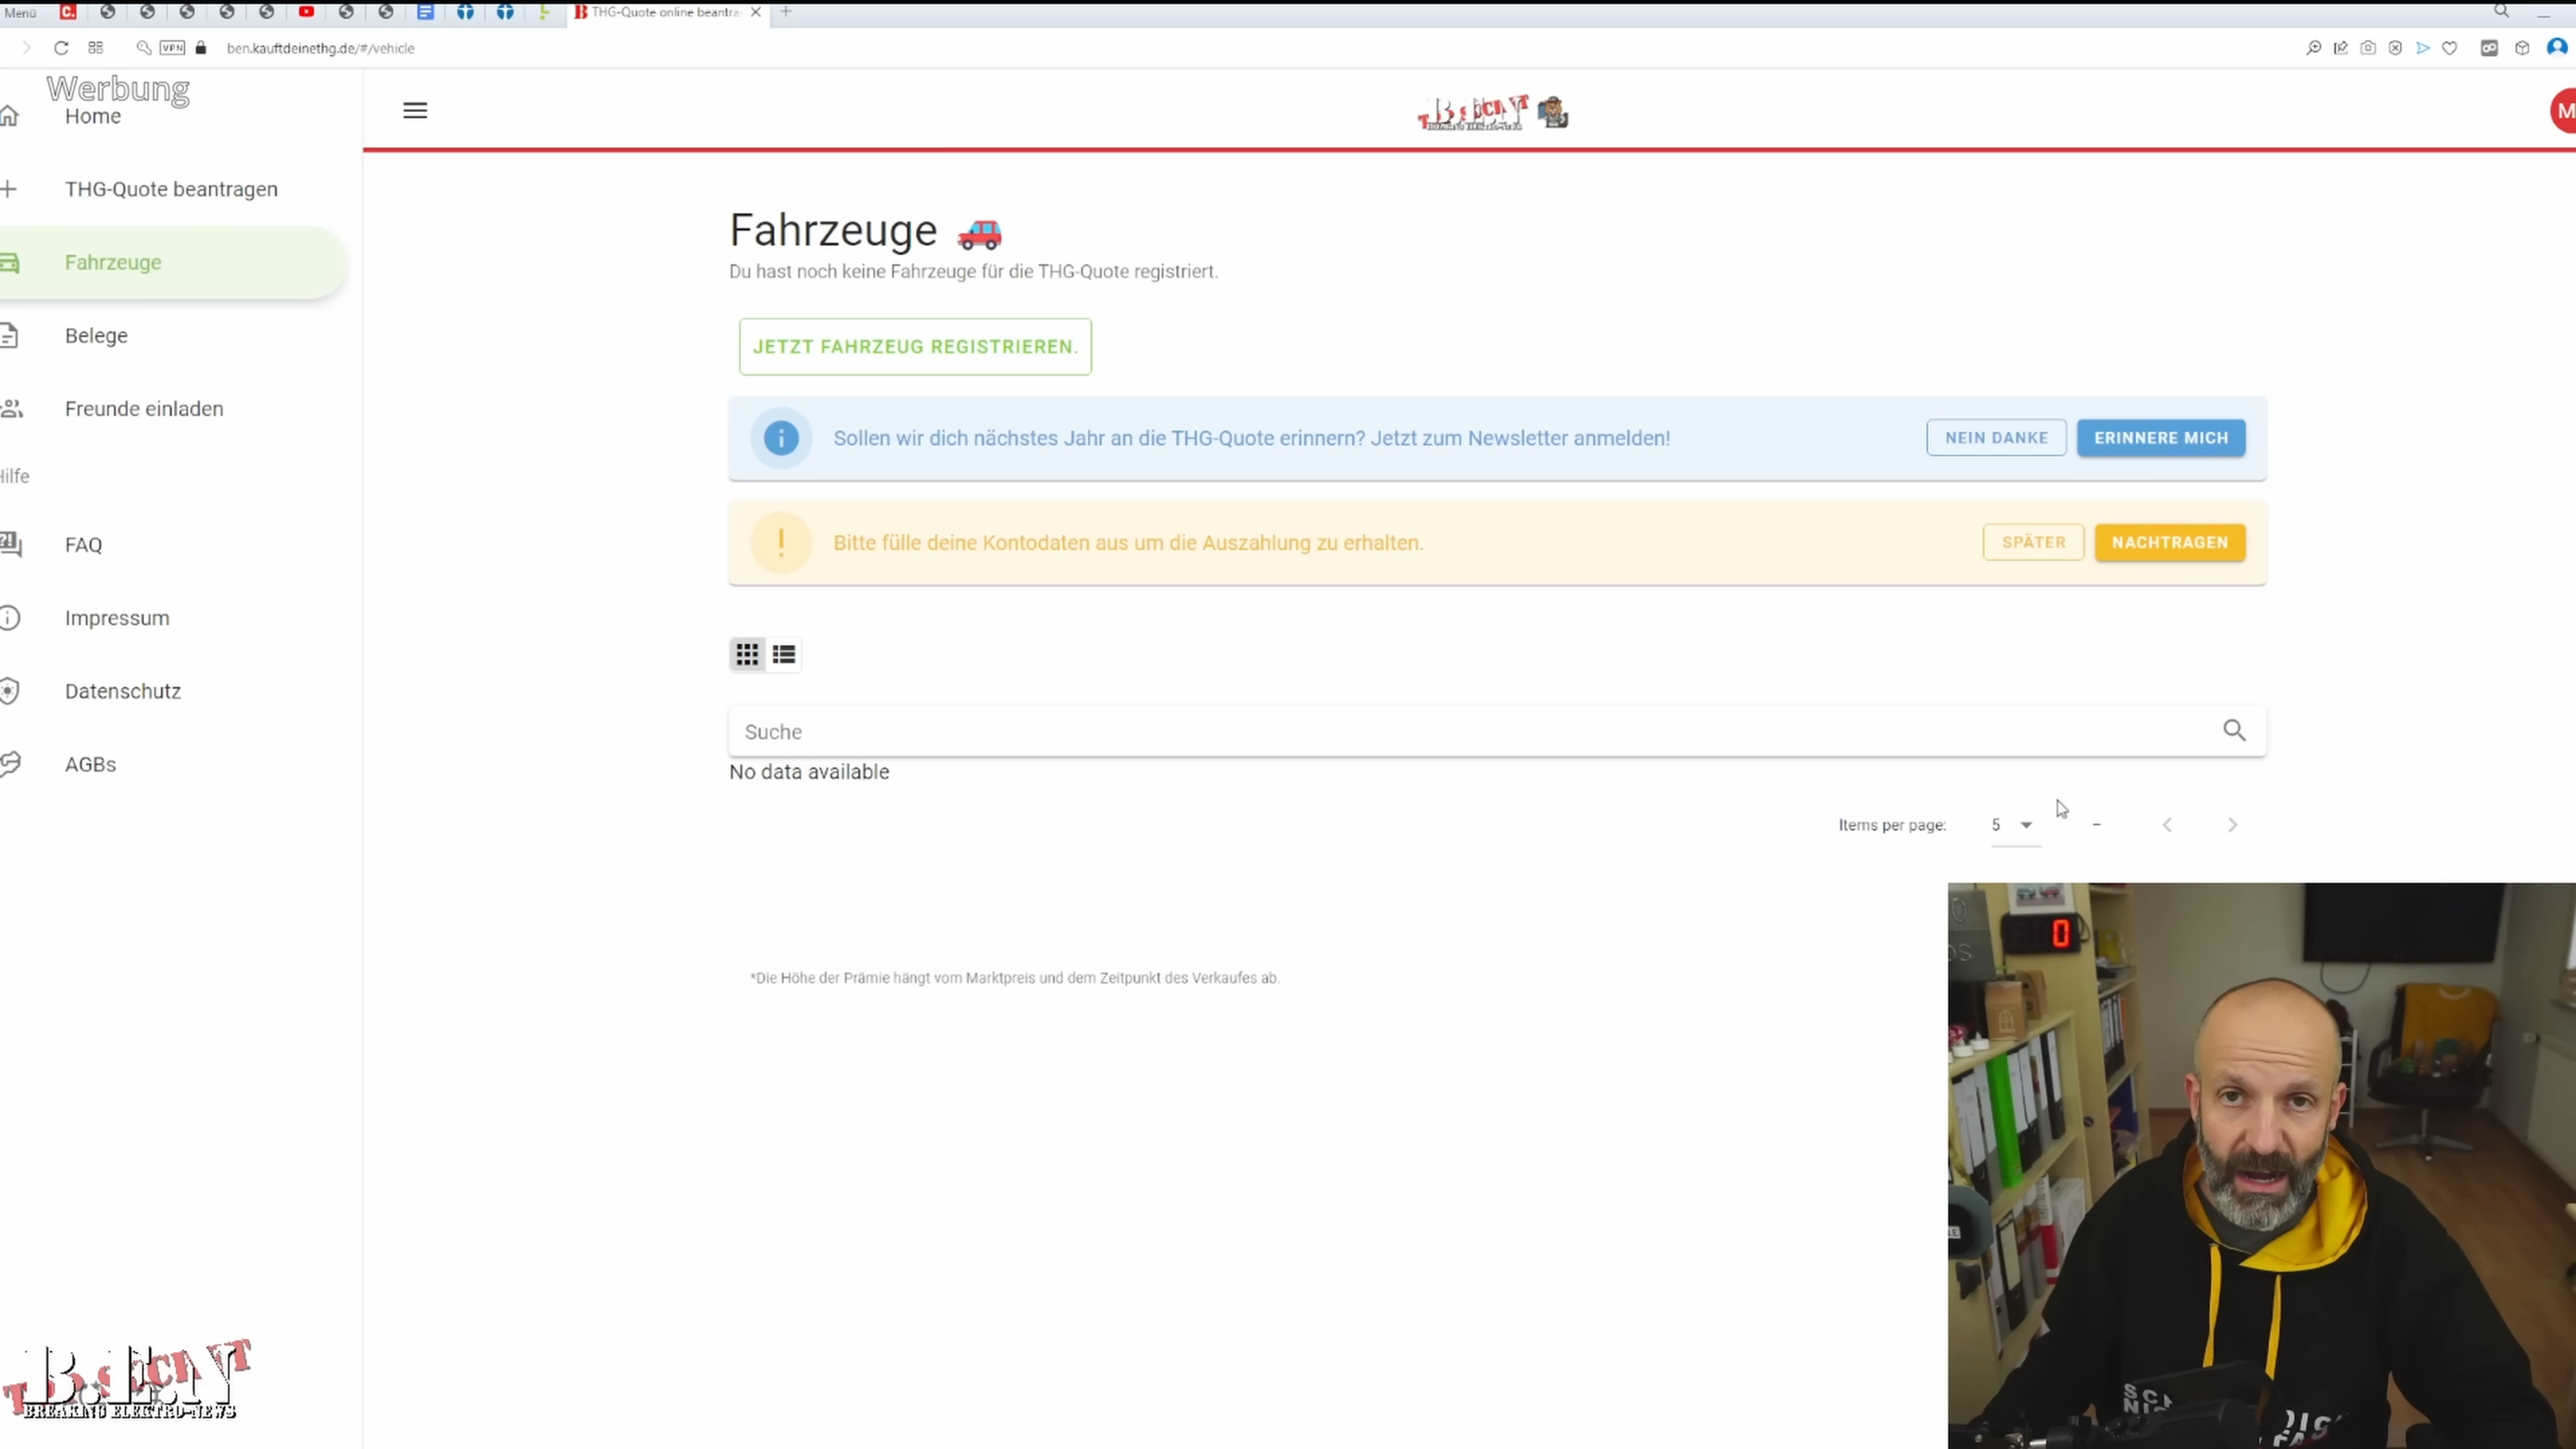 Menü
THG-Quote online beantra
VPN
ben.kauftdeinethg.de/#/vehicle
Werbung
Home
THG-Quote beantragen
Fahrzeuge
Belege
Freunde einladen
Hilfe
FAQ
Impressum
Datenschutz
AGBs
M
Fahrzeuge
Du hast noch keine Fahrzeuge für die THG-Quote registriert.
JETZT FAHRZEUG REGISTRIEREN.
Sollen wir dich nächstes Jahr an die THG-Quote erinnern? Jetzt zum Newsletter anmelden!
NEIN DANKE
ERINNERE MICH
Bitte fülle deine Kontodaten aus um die Auszahlung zu erhalten.
SPÄTER
NACHTRAGEN
Suche
No data available
Items per page:
5
–
*Die Höhe der Prämie hängt vom Marktpreis und dem Zeitpunkt des Verkaufes ab.
0
B.E.N
BREAKING ELEKTRO-NEWS